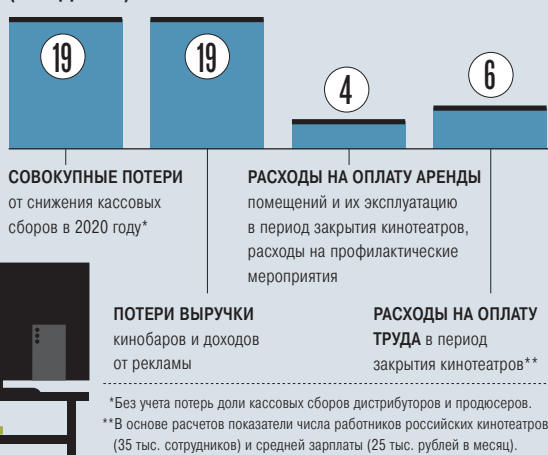 19
19
4
6
СОВОКУПНЫЕ ПОТЕРИ
от снижения кассовых
сборов в 2020 году*
РАСХОДЫ НА ОПЛАТУ АРЕНДЫ
помещений и их эксплуатацию
в период закрытия кинотеатров,
расходы на профилактические
мероприятия
ПОТЕРИ ВЫРУЧКИ
кинобаров и доходов
от рекламы
РАСХОДЫ НА ОПЛАТУ
ТРУДА в период
закрытия кинотеатров**
*Без учета потерь доли кассовых сборов дистрибуторов и продюсеров.
**В основе расчетов показатели числа работников российских кинотеатров
(35 тыс. сотрудников) и средней зарплаты (25 тыс. рублей в месяц).